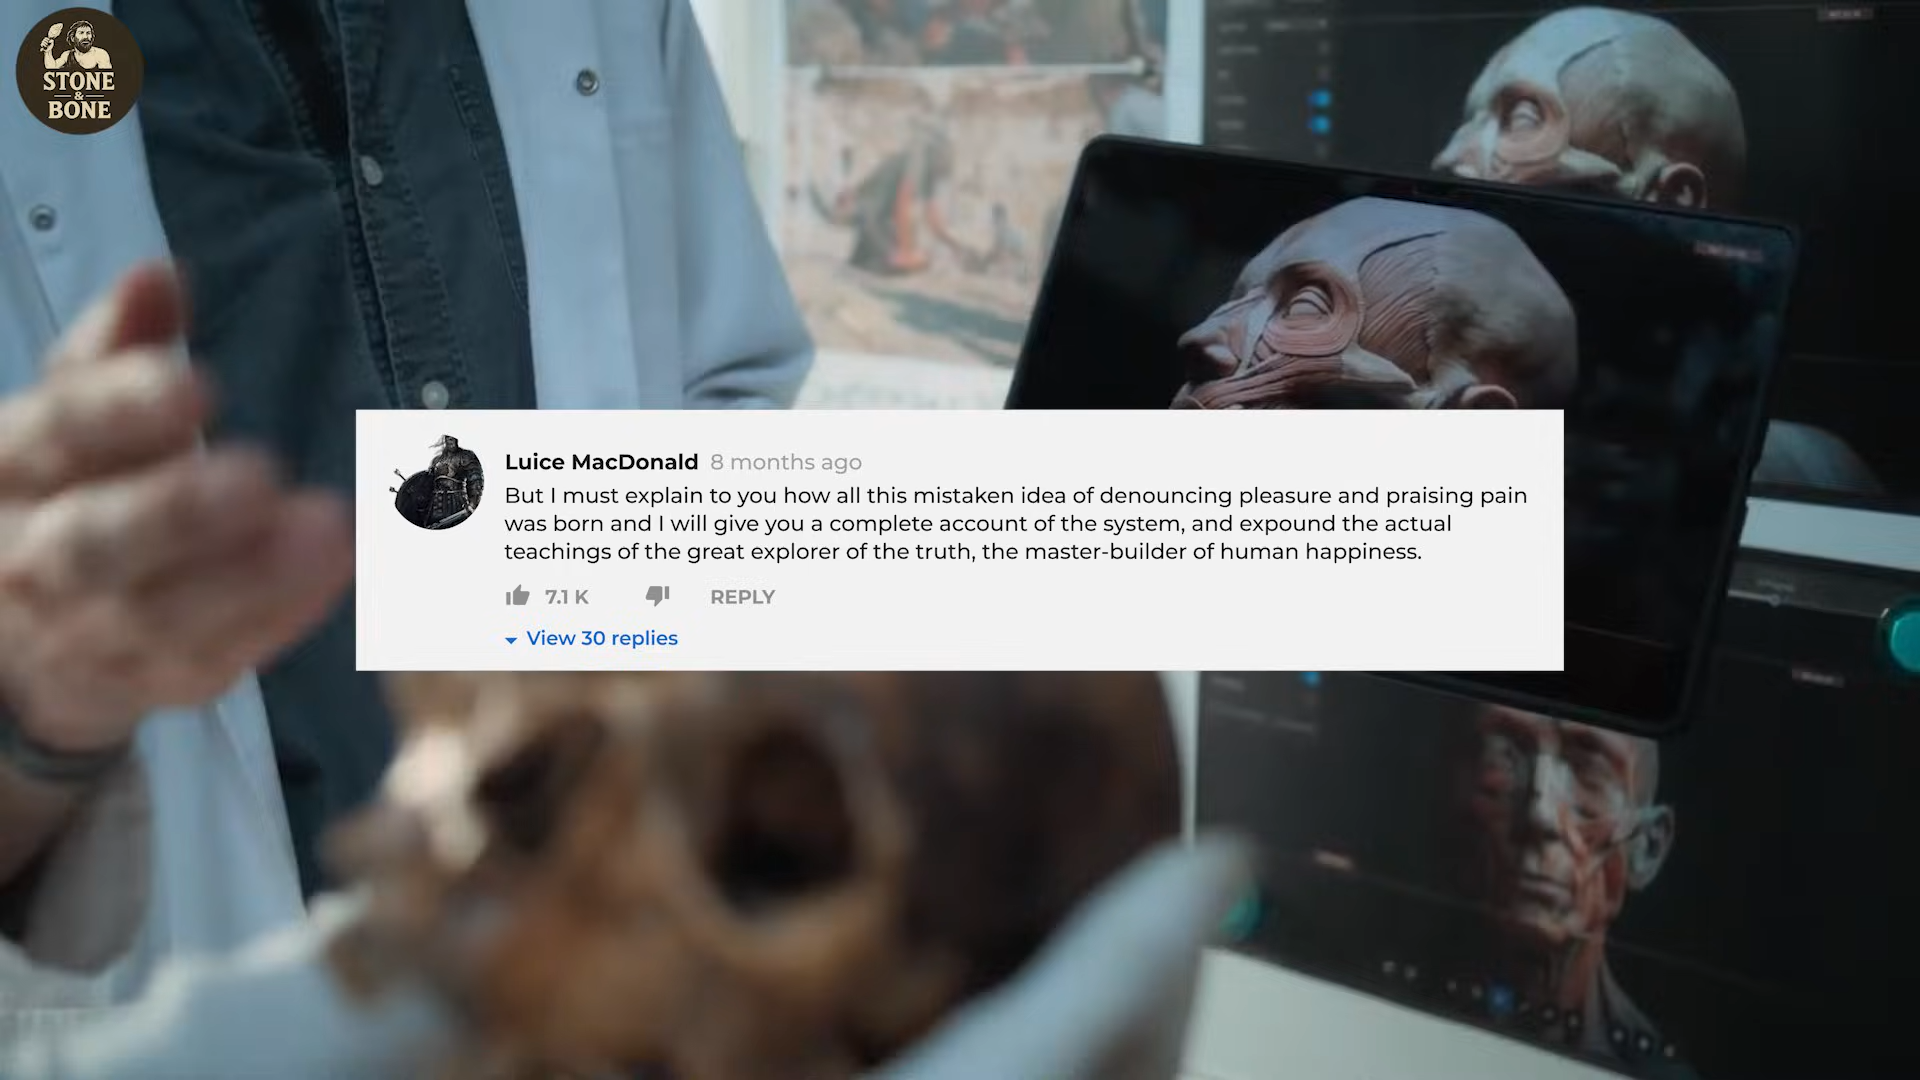 STONE
&
BONE
Luice MacDonald 8 months ago
But I must explain to you how all this mistaken idea of denouncing pleasure and praising pain
was born and I will give you a complete account of the system, and expound the actual
teachings of the great explorer of the truth, the master-builder of human happiness.
7.1 K REPLY
View 30 replies